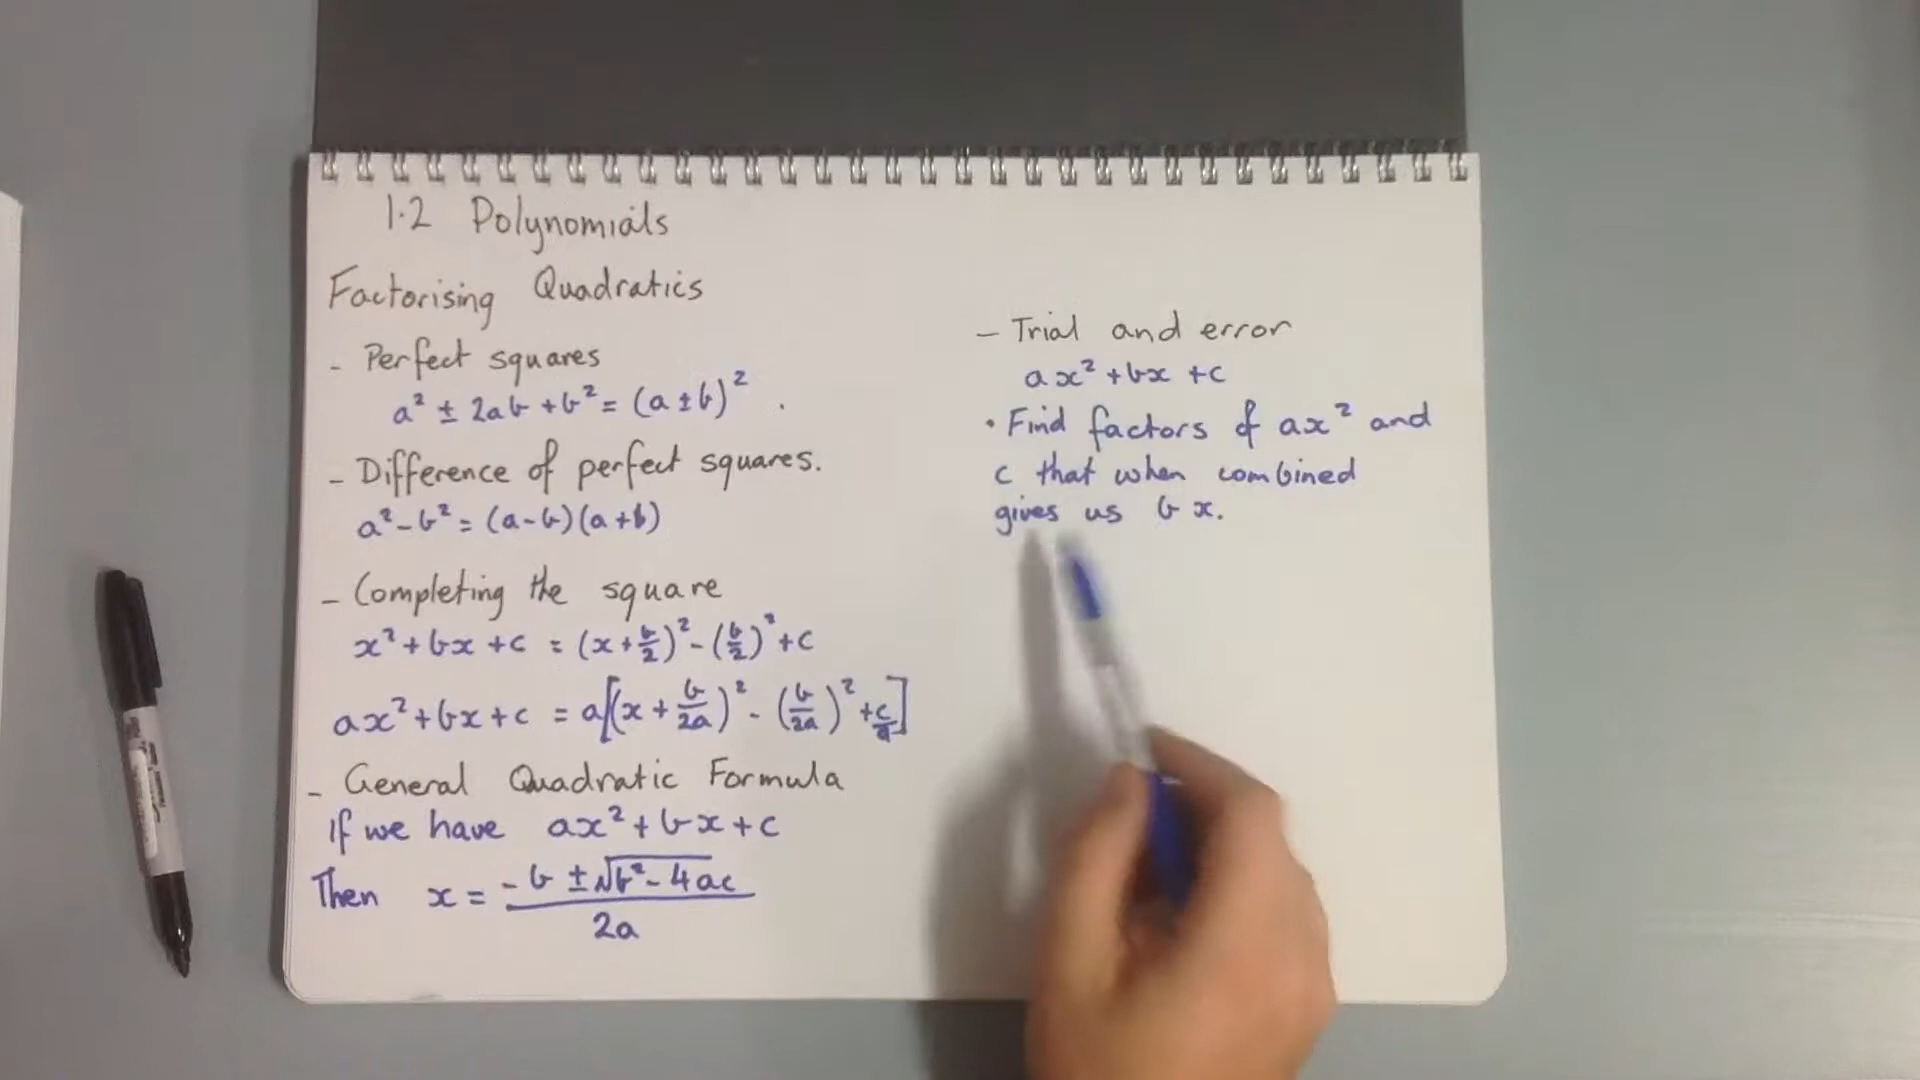 1.2 Polynomials
Factorising Quadratics
- Perfect squares
a² ± 2ab + b² = (a ± b)² .
- Difference of perfect squares.
a² - b² = (a - b)(a + b)
- Completing the square
x² + bx + c = (x + b/2)² - (b/2)² + c
ax² + bx + c = a[(x + b/2a)² - (b/2a)² + c/a]
- General Quadratic Formula
If we have ax² + bx + c
Then x = (-b ± √(b² - 4ac)) / 2a
- Trial and error
ax² + bx + c
• Find factors of ax² and
c that when combined
gives us bx.